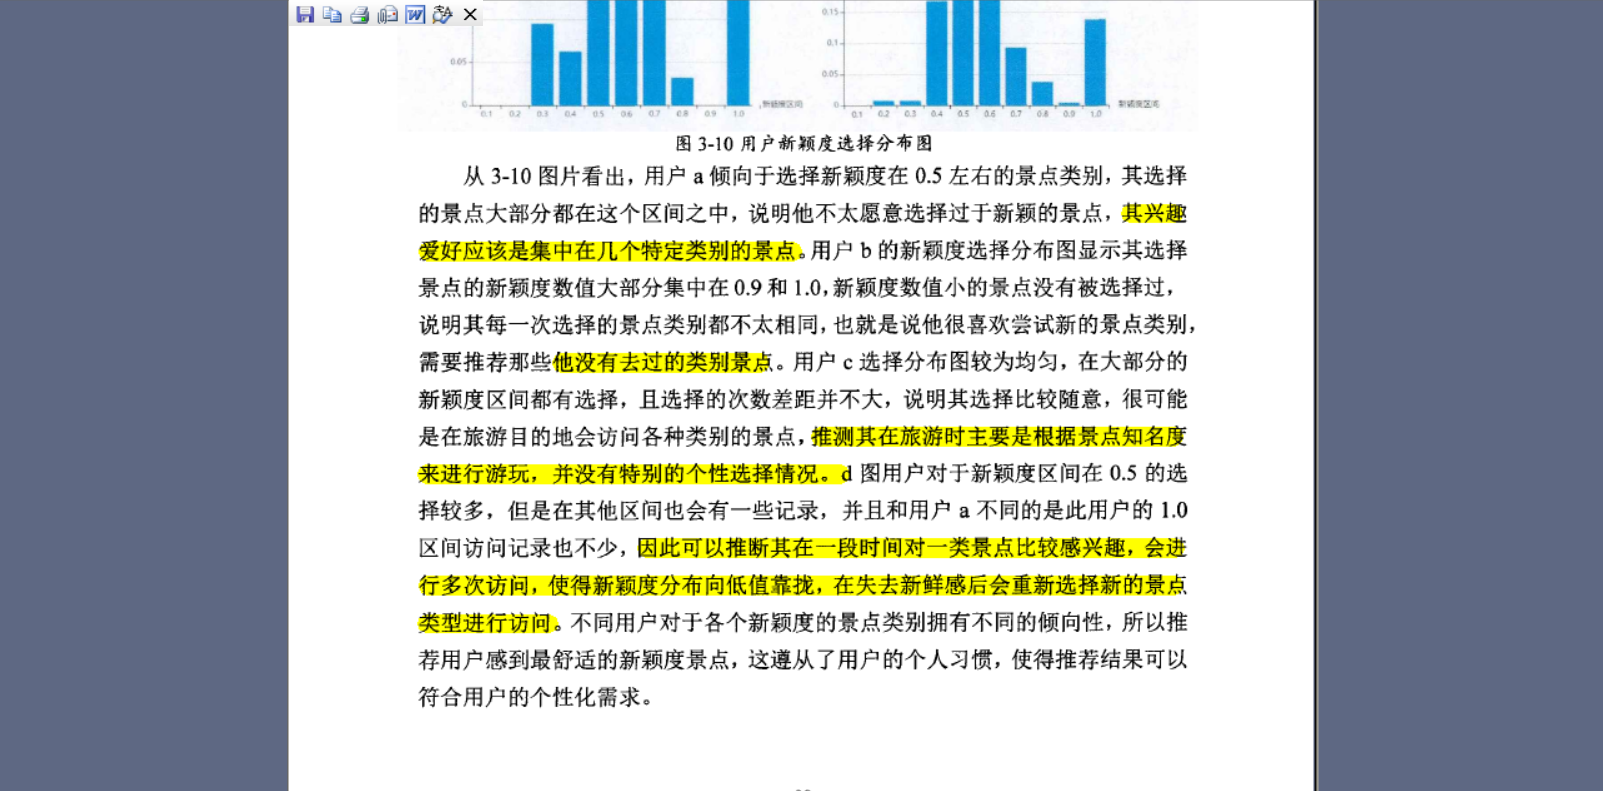 0.15
0.1
0.05
0.05
0
0
0.1 0.2 0.3 0.4 0.5 0.6 0.7 0.8 0.9 1.0 新颖度区间
0.1 0.2 0.3 0.4 0.5 0.6 0.7 0.8 0.9 1.0 新颖度区间
图 3-10 用户新颖度选择分布图
从 3-10 图片看出，用户 a 倾向于选择新颖度在 0.5 左右的景点类别，其选择
的景点大部分都在这个区间之中，说明他不太愿意选择过于新颖的景点，其兴趣
爱好应该是集中在几个特定类别的景点。用户 b 的新颖度选择分布图显示其选择
景点的新颖度数值大部分集中在 0.9 和 1.0，新颖度数值小的景点没有被选择过，
说明其每一次选择的景点类别都不太相同，也就是说他很喜欢尝试新的景点类别，
需要推荐那些他没有去过的类别景点。用户 c 选择分布图较为均匀，在大部分的
新颖度区间都有选择，且选择的次数差距并不大，说明其选择比较随意，很可能
是在旅游目的地会访问各种类别的景点，推测其在旅游时主要是根据景点知名度
来进行游玩，并没有特别的个性选择情况。d 图用户对于新颖度区间在 0.5 的选
择较多，但是在其他区间也会有一些记录，并且和用户 a 不同的是此用户的 1.0
区间访问记录也不少，因此可以推断其在一段时间对一类景点比较感兴趣，会进
行多次访问，使得新颖度分布向低值靠拢，在失去新鲜感后会重新选择新的景点
类型进行访问。不同用户对于各个新颖度的景点类别拥有不同的倾向性，所以推
荐用户感到最舒适的新颖度景点，这遵从了用户的个人习惯，使得推荐结果可以
符合用户的个性化需求。